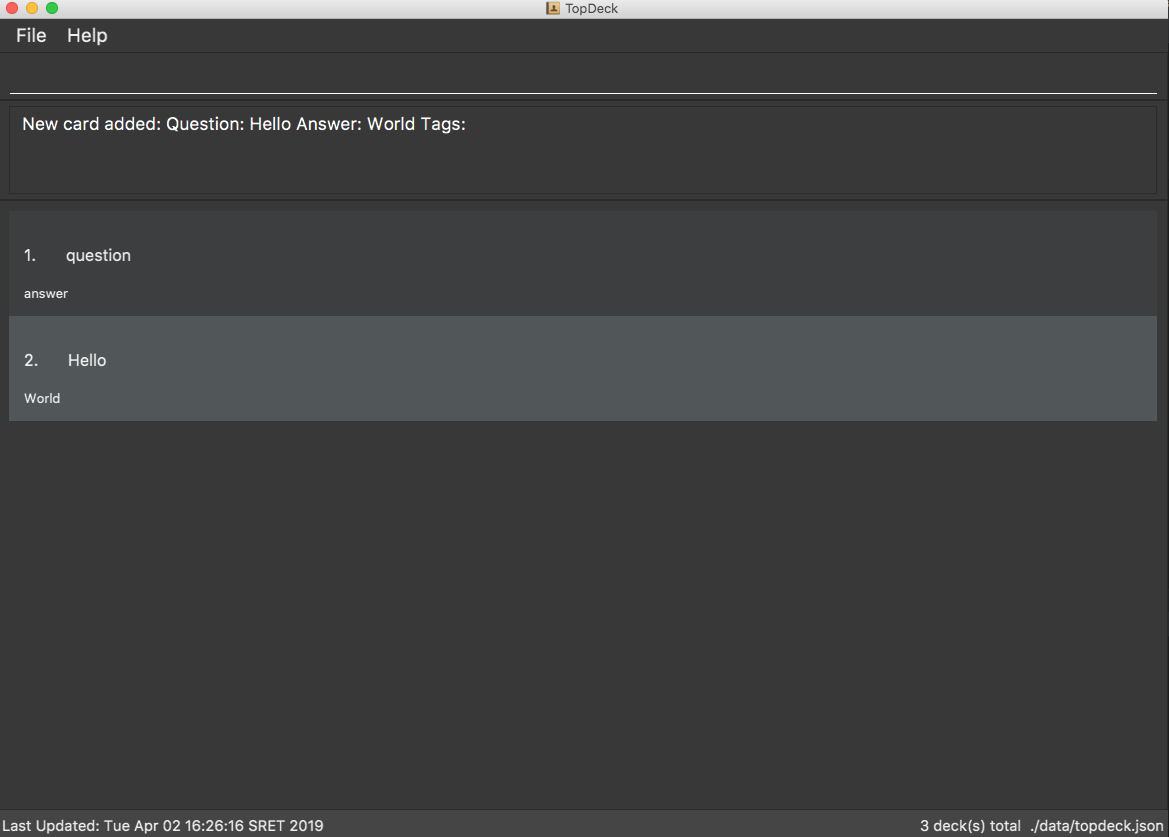 TopDeck
File Help
New card added: Question: Hello Answer: World Tags:
1. question
answer
2. Hello
World
Last Updated: Tue Apr 02 16:26:16 SRET 2019 3 deck(s) total ./data/topdeck.json